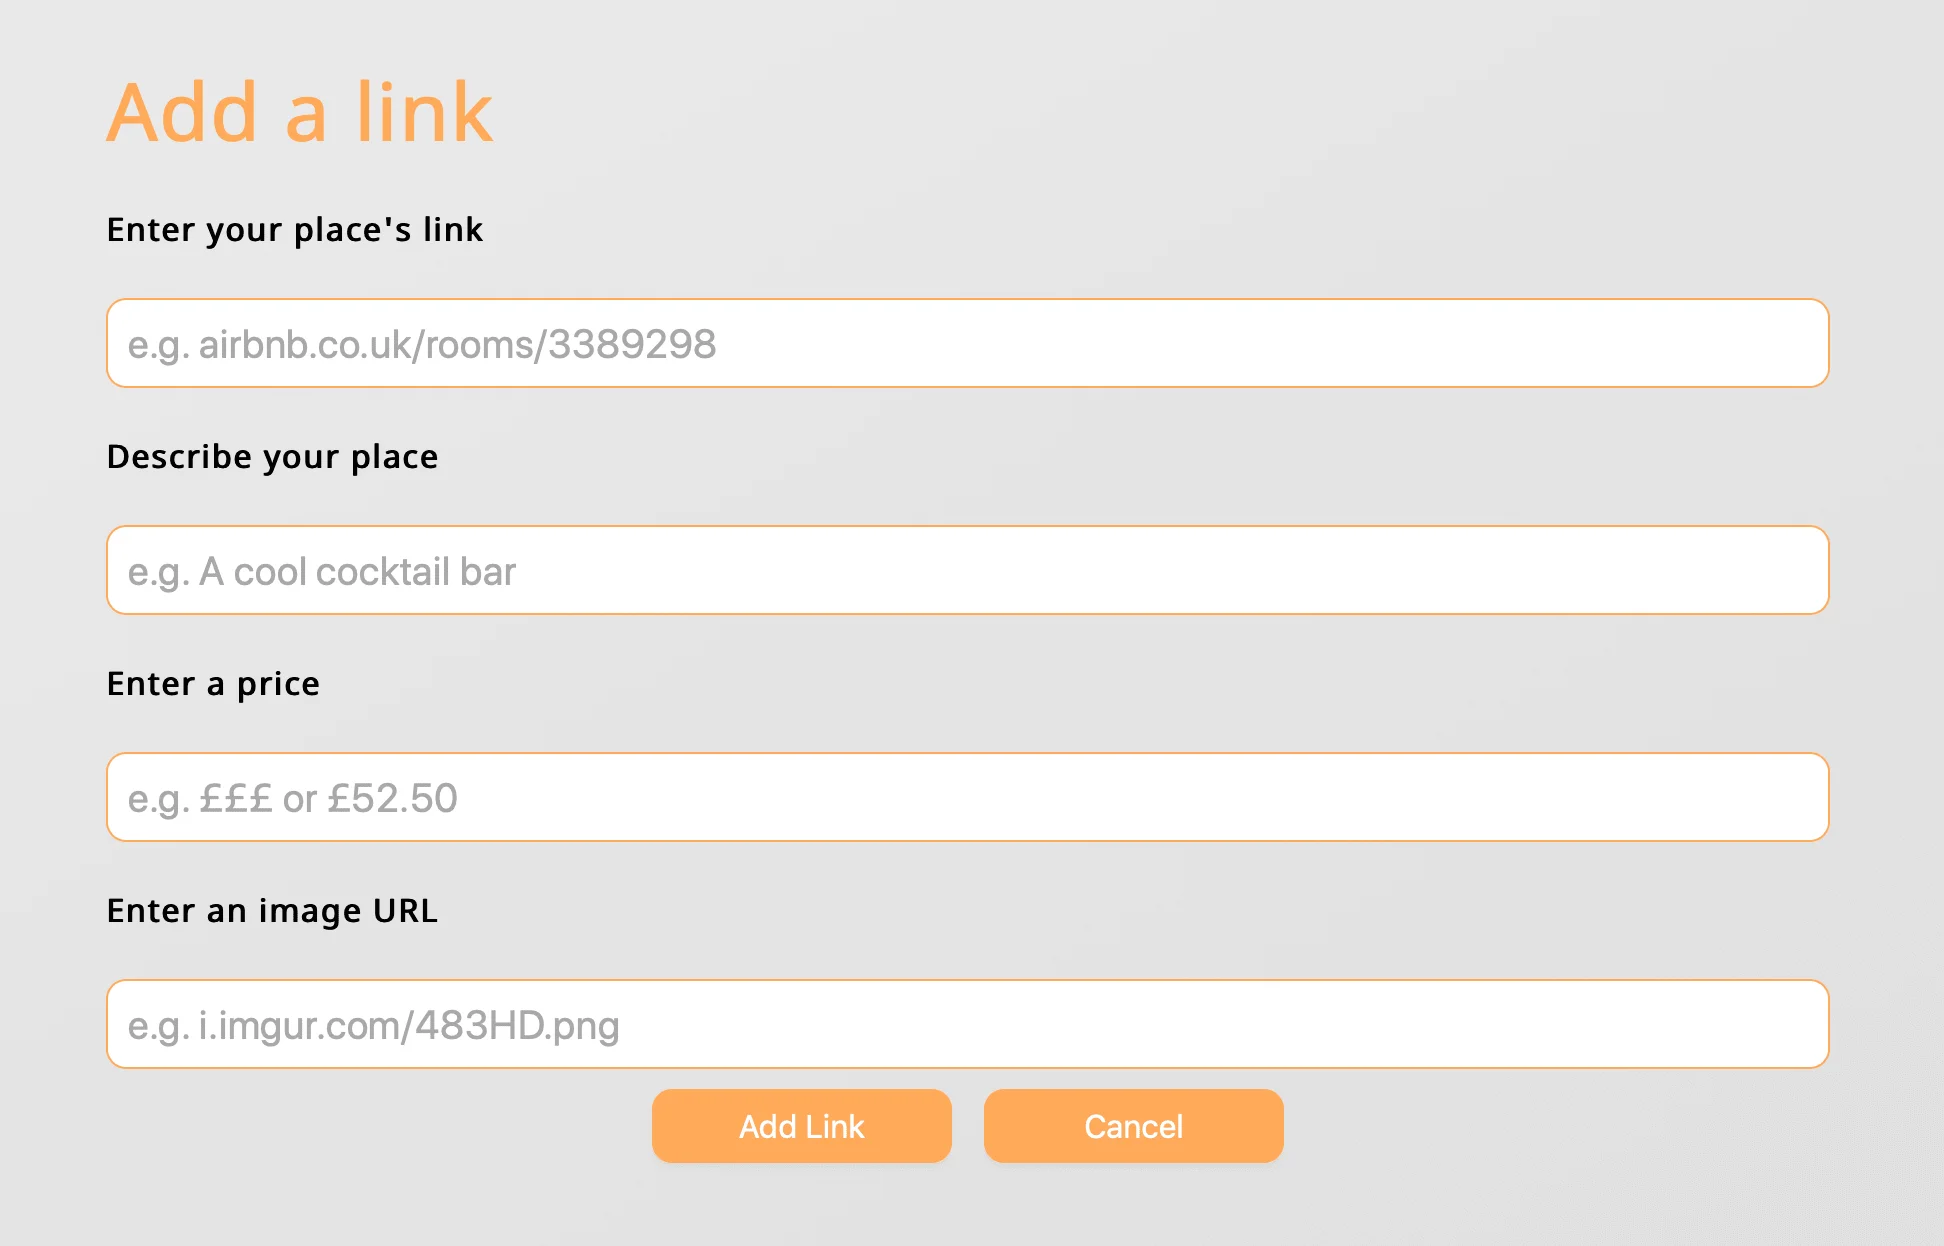 Add a link
Enter your place's link
e.g. airbnb.co.uk/rooms/3389298
Describe your place
e.g. A cool cocktail bar
Enter a price
e.g. £££ or £52.50
Enter an image URL
e.g. i.imgur.com/483HD.png
Add Link
Cancel